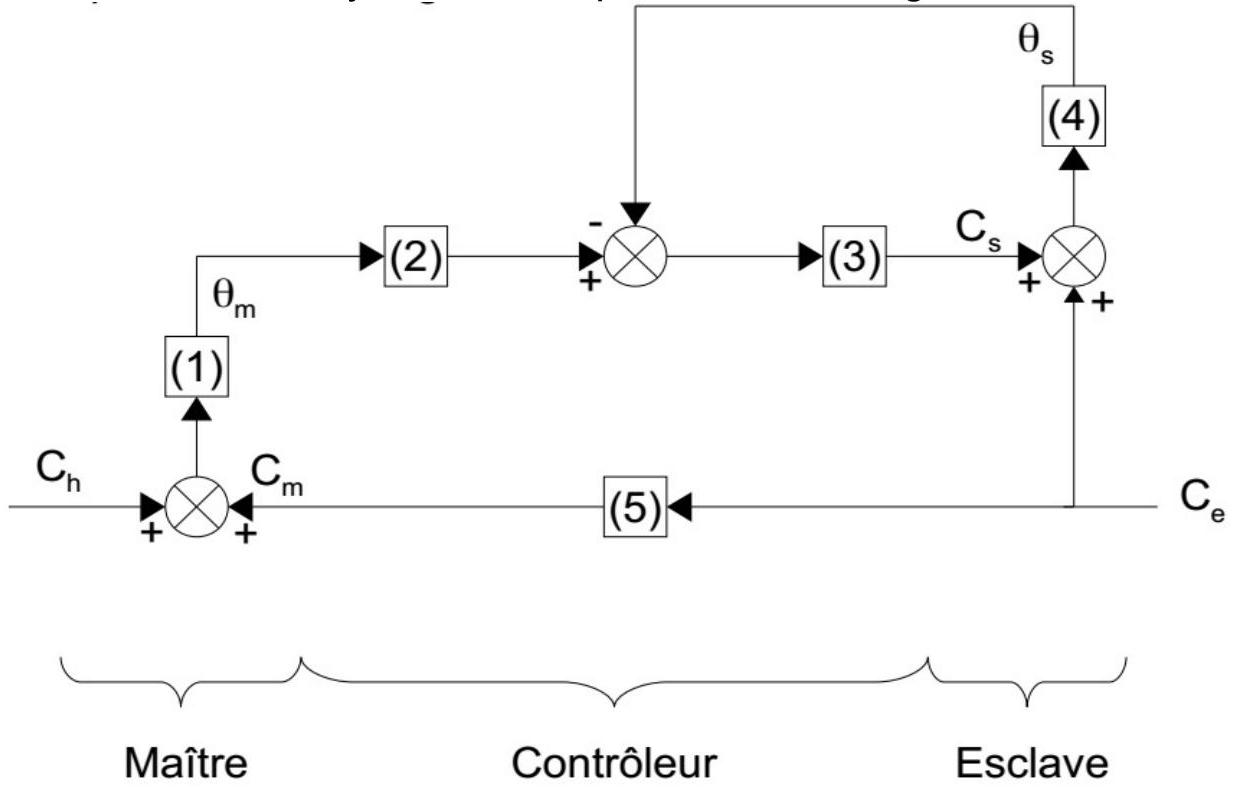 θs
(4)
- (2) (3) Cs
+ + +
θm
(1)
Ch Cm (5) Ce
+ +
Maître Contrôleur Esclave